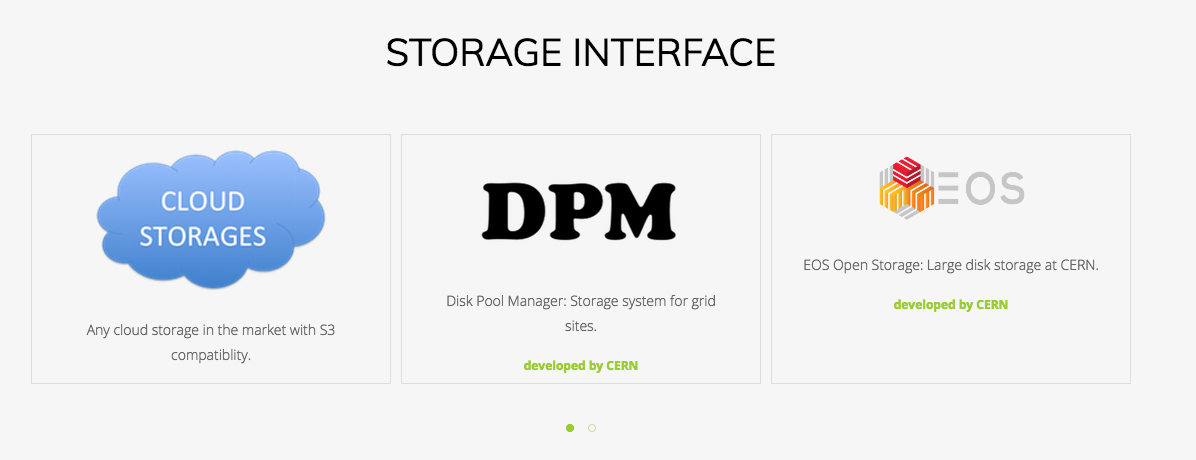 STORAGE INTERFACE
CLOUD
STORAGES
Any cloud storage in the market with S3
compatiblity.
DPM
Disk Pool Manager: Storage system for grid
sites.
developed by CERN
EOS
EOS Open Storage: Large disk storage at CERN.
developed by CERN